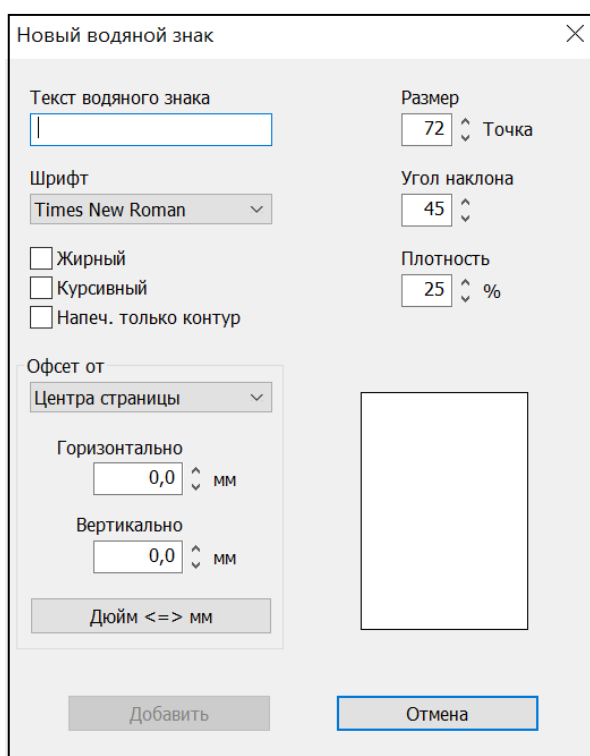 Новый водяной знак
Текст водяного знака
Размер
72 Точка
Шрифт
Times New Roman
Угол наклона
45
Жирный
Курсивный
Напеч. только контур
Плотность
25 %
Офсет от
Центра страницы
Горизонтально
0,0 мм
Вертикально
0,0 мм
Дюйм <=> мм
Добавить
Отмена